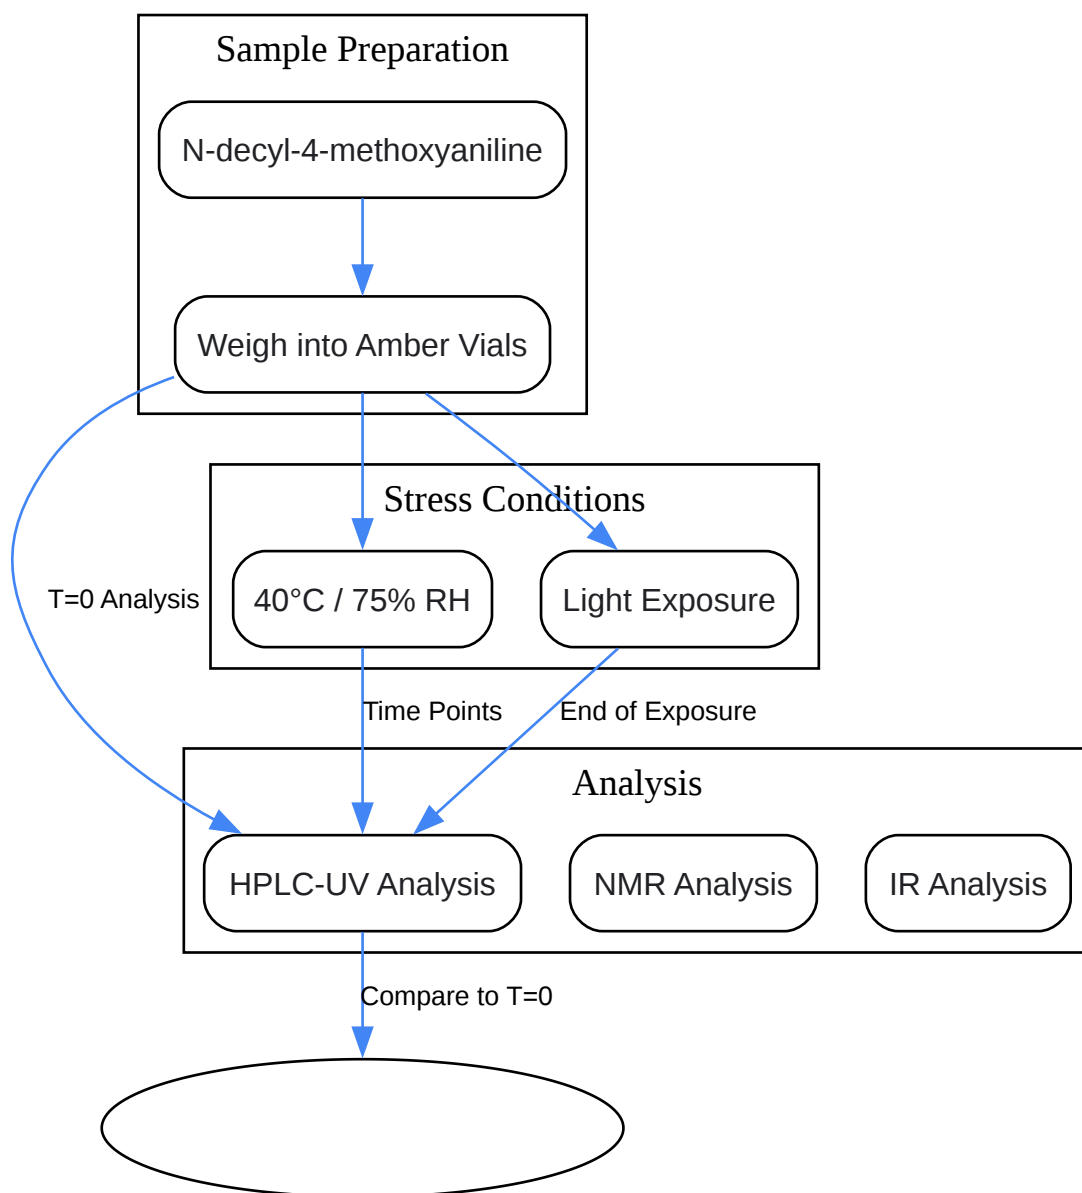 Sample Preparation
N-decyl-4-methoxyaniline
Weigh into Amber Vials
Stress Conditions
40°C / 75% RH
Light Exposure
T=0 Analysis
Time Points
End of Exposure
Analysis
HPLC-UV Analysis
NMR Analysis
IR Analysis
Compare to T=0